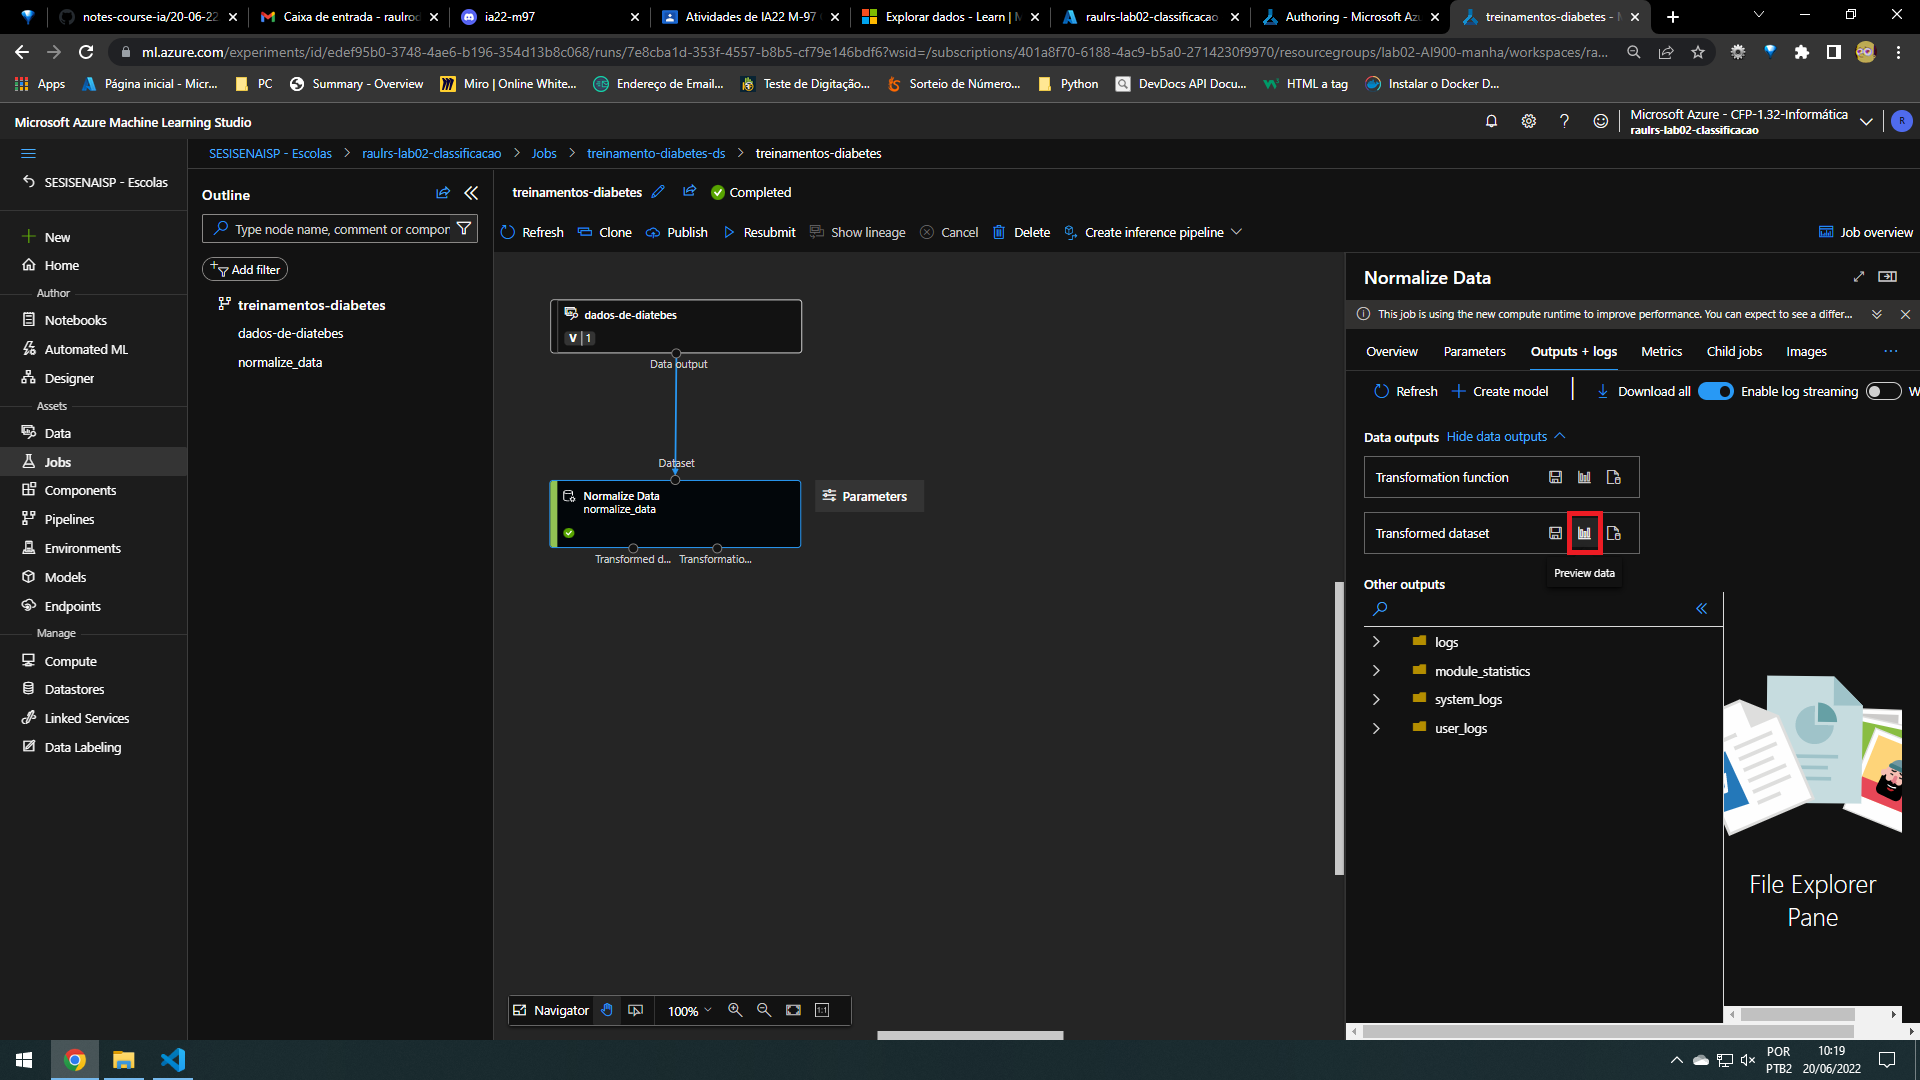 notes-course-ia/20-06-22
Caixa de entrada - raulrod
ia22-m97
Atividades de IA22 M-97
Explorar dados - Learn | M
raulrs-lab02-classificacao
Authoring - Microsoft Azu
treinamentos-diabetes - M
ml.azure.com/experiments/id/edef95b0-3748-4ae6-b196-354d13b8c068/runs/7e8cba1d-353f-4557-b8b5-cf79e146bdf6?wsid=/subscriptions/401a8f70-6188-4ac9-b5a0-2714230f9970/resourcegroups/lab02-AI900-manha/workspaces/ra...
Apps
Página inicial - Micr...
PC
Summary - Overview
Miro | Online White...
Endereço de Email...
Teste de Digitação...
Sorteio de Número...
Python
DevDocs API Docu...
HTML a tag
Instalar o Docker D...
Microsoft Azure Machine Learning Studio
Microsoft Azure - CFP-1.32-Informática
raulrs-lab02-classificacao
R
SESISENAISP - Escolas
SESISENAISP - Escolas > raulrs-lab02-classificacao > Jobs > treinamento-diabetes-ds > treinamentos-diabetes
New
Home
Author
Notebooks
Automated ML
Designer
Assets
Data
Jobs
Components
Pipelines
Environments
Models
Endpoints
Manage
Compute
Datastores
Linked Services
Data Labeling
Outline
Type node name, comment or compor
Add filter
treinamentos-diabetes
dados-de-diatebes
normalize_data
treinamentos-diabetes
Completed
Refresh
Clone
Publish
Resubmit
Show lineage
Cancel
Delete
Create inference pipeline
Job overview
dados-de-diatebes
V | 1
Data output
Dataset
Normalize Data
normalize_data
Transformed d...
Transformatio...
Parameters
Navigator
100%
1:1
Normalize Data
This job is using the new compute runtime to improve performance. You can expect to see a differ...
Overview
Parameters
Outputs + logs
Metrics
Child jobs
Images
...
Refresh
Create model
Download all
Enable log streaming
W
Data outputs
Hide data outputs
Transformation function
Transformed dataset
Preview data
Other outputs
logs
module_statistics
system_logs
user_logs
File Explorer
Pane
POR
PTB2
10:19
20/06/2022